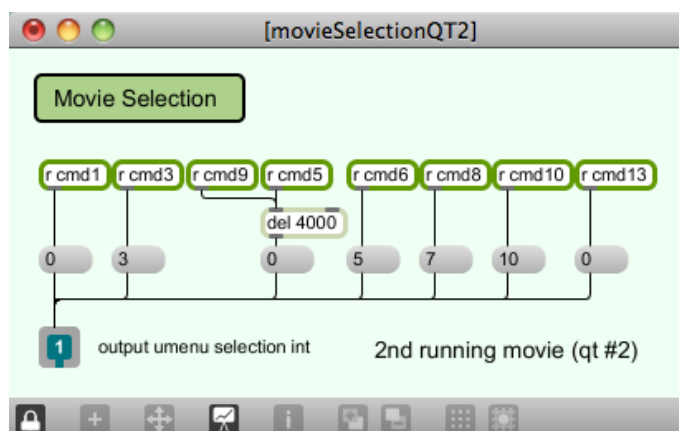 [movieSelectionQT2]
Movie Selection
r cmd1 r cmd3 r cmd9 r cmd5 r cmd6 r cmd8 r cmd10 r cmd13
del 4000
0 3 0 5 7 10 0
1 output umenu selection int 2nd running movie (qt #2)